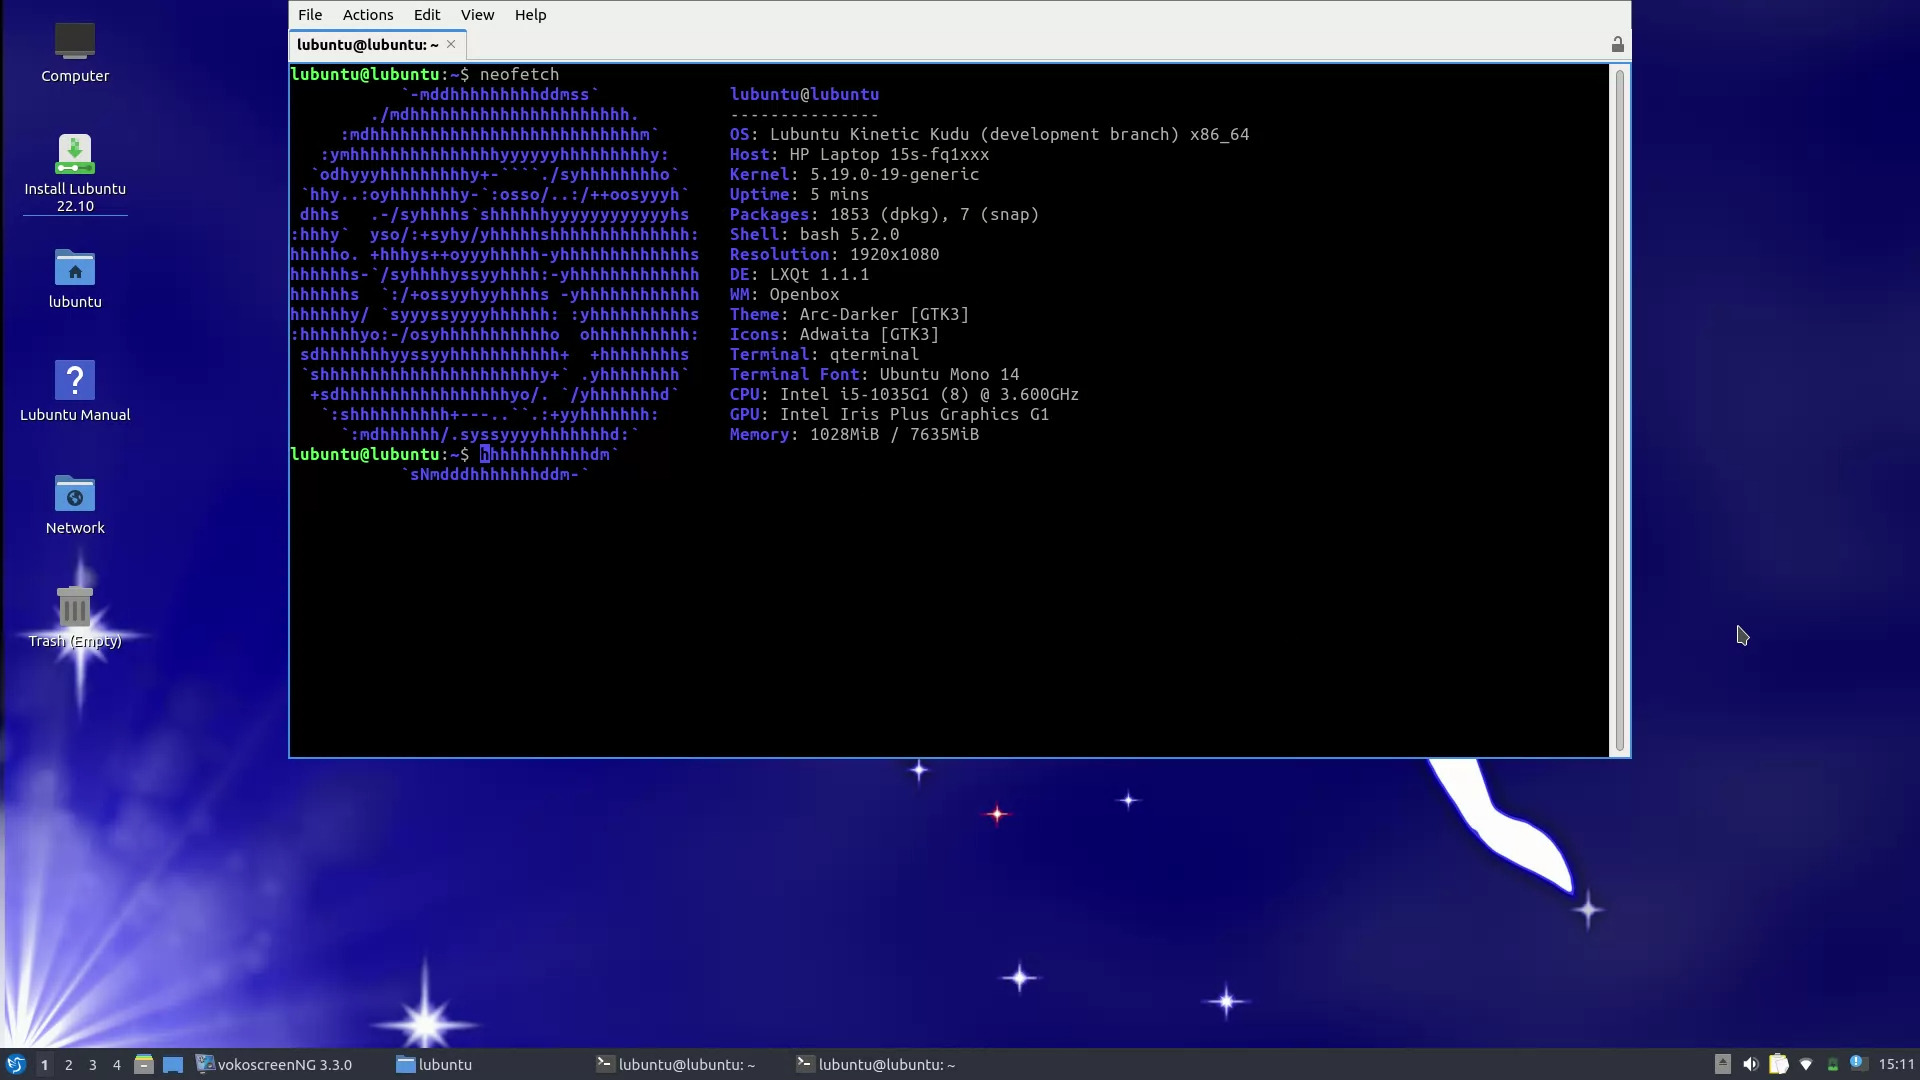 File Actions Edit View Help
lubuntu@lubuntu: ~
Computer
Install Lubuntu
22.10
lubuntu
Lubuntu Manual
Network
Trash (Empty)
lubuntu@lubuntu:~$ neofetch
`-mddhhhhhhhhhddmss` lubuntu@lubuntu
./mdhhhhhhhhhhhhhhhhhhhhhh. ---------------
:mdhhhhhhhhhhhhhhhhhhhhhhhhhhhm` OS: Lubuntu Kinetic Kudu (development branch) x86_64
:ymhhhhhhhhhhhhhhhyyyyyyhhhhhhhhhy: Host: HP Laptop 15s-fq1xxx
`odhyyyhhhhhhhhhy+-````./syhhhhhhhho` Kernel: 5.19.0-19-generic
`hhy..:oyhhhhhhhy-`:osso/..:/++oosyyyh` Uptime: 5 mins
dhhs   .-/syhhhhs`shhhhhhyyyyyyyyyyyyhs Packages: 1853 (dpkg), 7 (snap)
:hhhy`  yso/:+syhy/yhhhhhshhhhhhhhhhhhhh: Shell: bash 5.2.0
hhhhho. +hhhys++oyyyhhhhh-yhhhhhhhhhhhhhs Resolution: 1920x1080
hhhhhhs-`/syhhhhyssyyhhhh:-yhhhhhhhhhhhhh DE: LXQt 1.1.1
hhhhhhs  `:/+ossyyhyyhhhhs -yhhhhhhhhhhhh WM: Openbox
hhhhhhy/ `syyyssyyyyhhhhhh: :yhhhhhhhhhhs Theme: Arc-Darker [GTK3]
:hhhhhhyo:-/osyhhhhhhhhhhho  ohhhhhhhhhh: Icons: Adwaita [GTK3]
sdhhhhhhhyyssyyhhhhhhhhhhh+  +hhhhhhhhs Terminal: qterminal
`shhhhhhhhhhhhhhhhhhhhhhy+` .yhhhhhhhh` Terminal Font: Ubuntu Mono 14
+sdhhhhhhhhhhhhhhhhhyo/. `/yhhhhhhhd` CPU: Intel i5-1035G1 (8) @ 3.600GHz
`:shhhhhhhhhh+---..``.:+yyhhhhhhh: GPU: Intel Iris Plus Graphics G1
`:mdhhhhhh/.syssyyyyhhhhhhhd:` Memory: 1028MiB / 7635MiB
lubuntu@lubuntu:~$ hhhhhhhhhhhdm`
`sNmdddhhhhhhhddm-`
1 2 3 4 vokoscreenNG 3.3.0 lubuntu lubuntu@lubuntu: ~ lubuntu@lubuntu: ~ 15:11